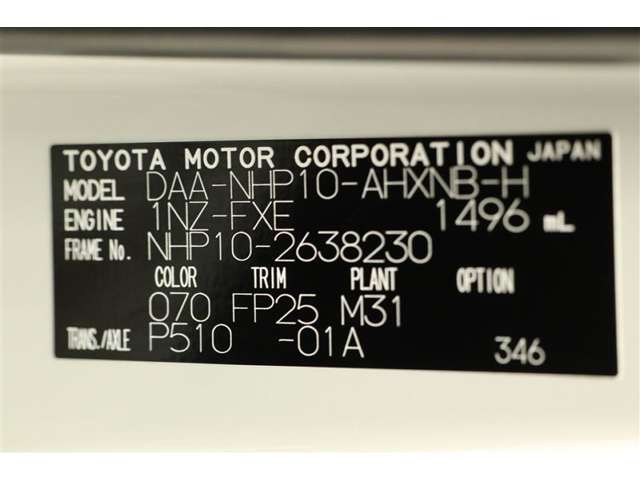 TOYOTA MOTOR CORPORATION JAPAN
MODEL DAA-NHP10-AHXNB-H
ENGINE 1NZ-FXE 1496 mL
FRAME No. NHP10-2638230
COLOR TRIM PLANT OPTION
070 FP25 M31
TRANS./AXLE P510 -01A 346